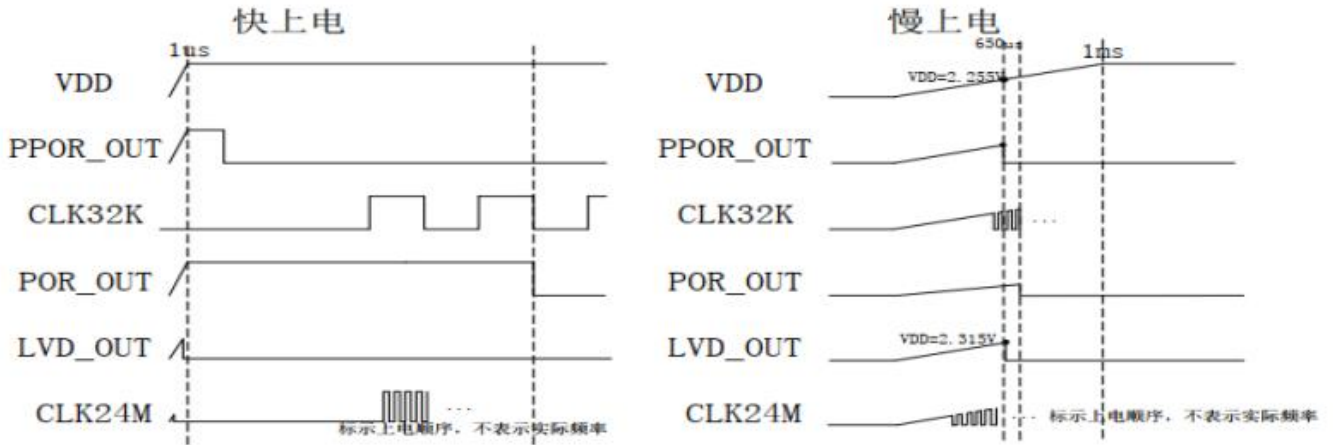 快上电
1us
VDD
PPOR_OUT
CLK32K
POR_OUT
LVD_OUT
CLK24M
...
标示上电顺序，不表示实际频率
慢上电
650us
1ms
VDD
VDD=2.255V
PPOR_OUT
CLK32K
...
POR_OUT
LVD_OUT
VDD=2.315V
CLK24M
... 标示上电顺序，不表示实际频率